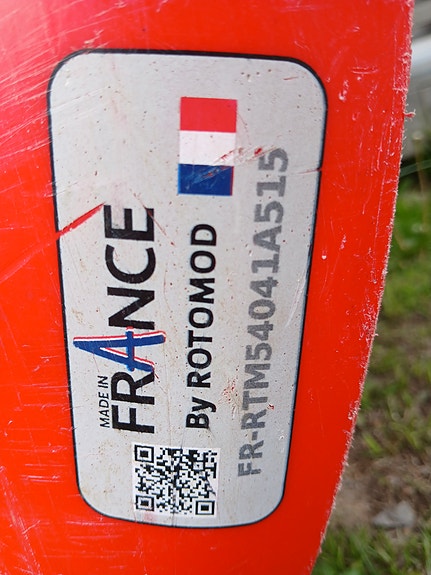 MADE IN
FRANCE
By ROTOMOD
FR-RTM54041A515